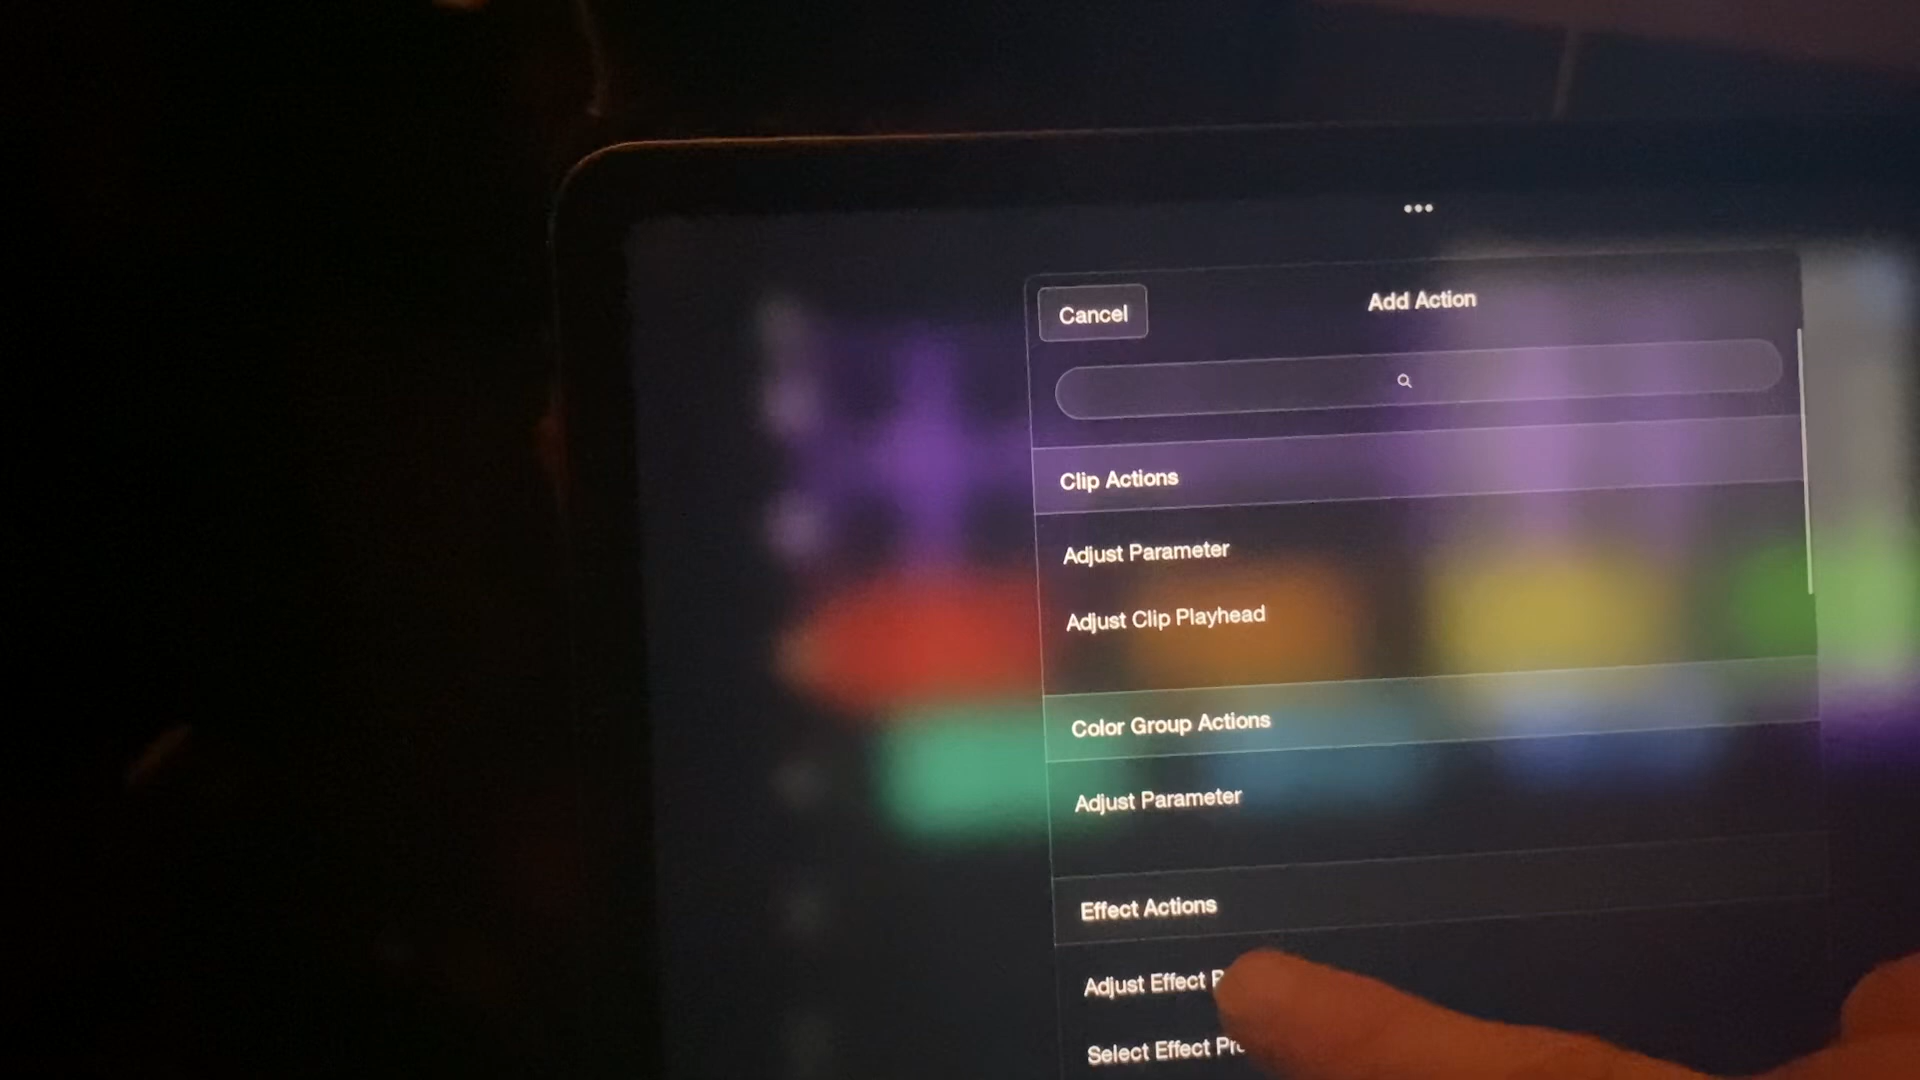 Cancel
Add Action
Clip Actions
Adjust Parameter
Adjust Clip Playhead
Color Group Actions
Adjust Parameter
Effect Actions
Adjust Effect
Select Effect